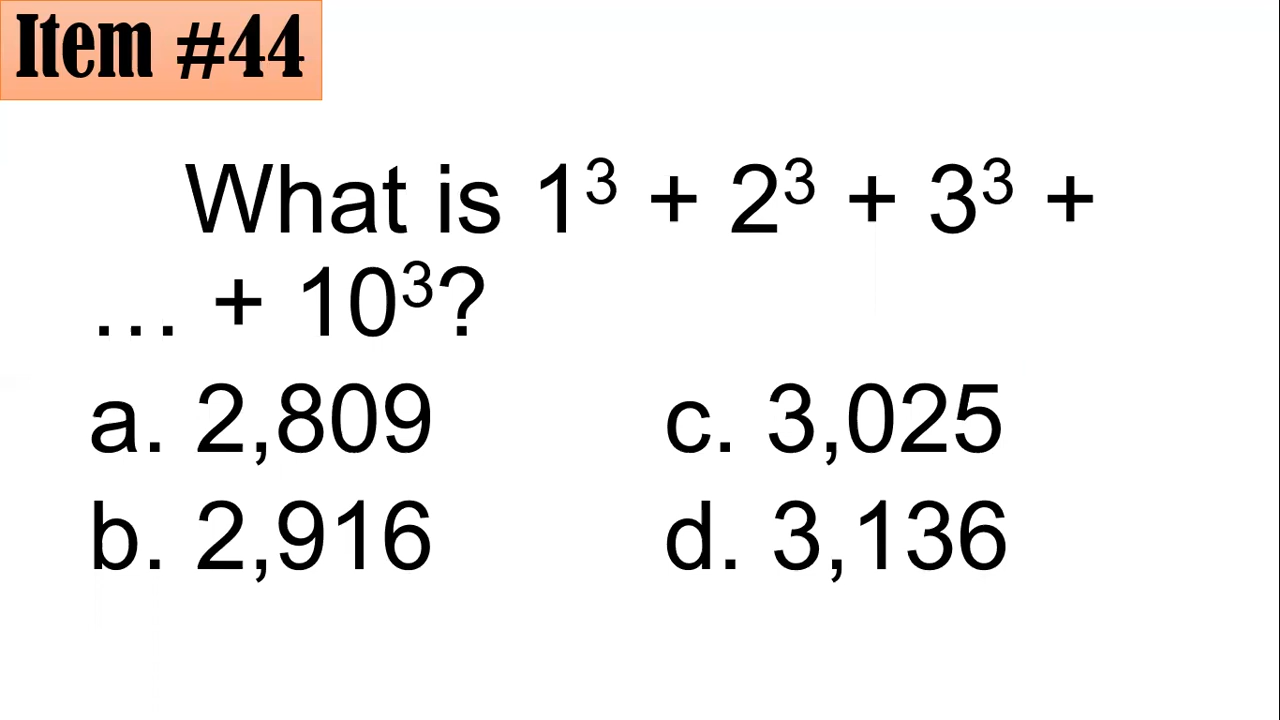 Item #44
What is 1³ + 2³ + 3³ +
… + 10³?
a. 2,809 c. 3,025
b. 2,916 d. 3,136